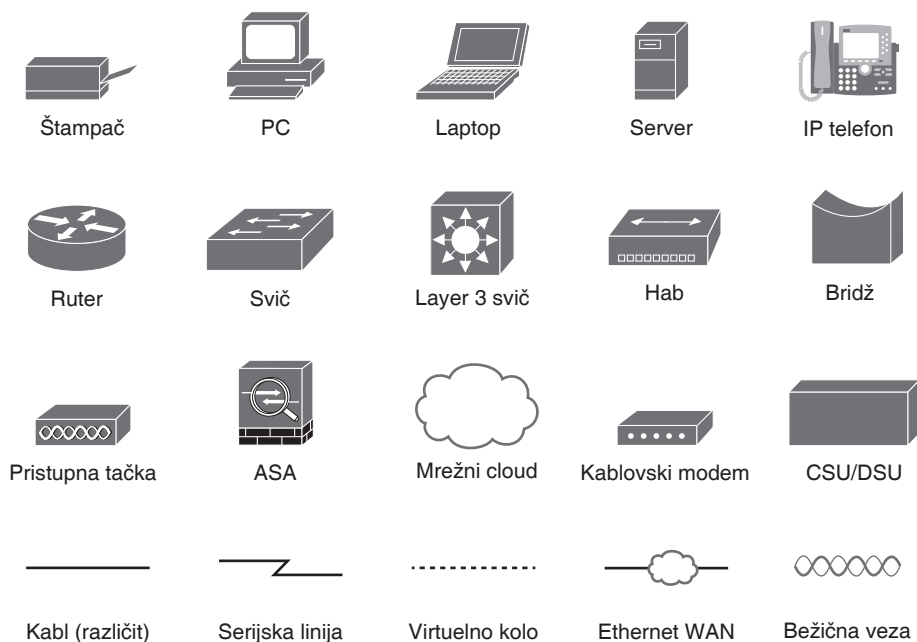 Štampač
PC
Laptop
Server
IP telefon
Ruter
Svič
Layer 3 svič
Hab
Bridž
Pristupna tačka
ASA
Mrežni cloud
Kablovski modem
CSU/DSU
Kabl (različit)
Serijska linija
Virtuelno kolo
Ethernet WAN
Bežična veza